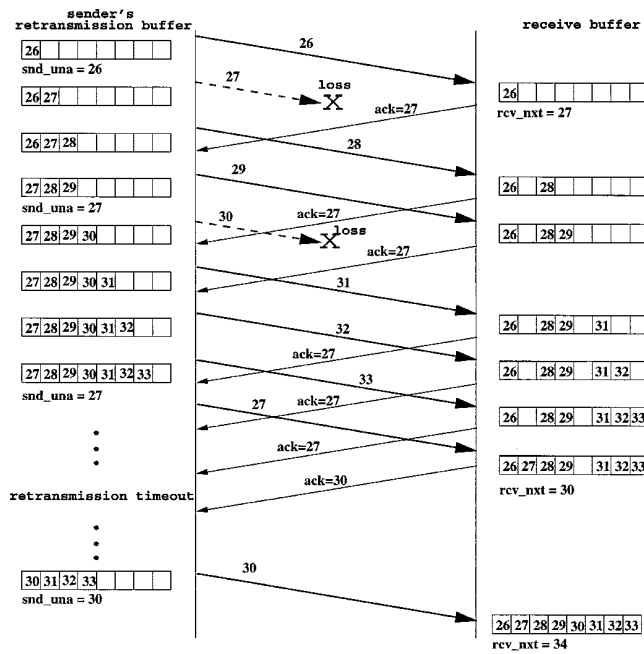 sender's
retransmission buffer
receive buffer
26
snd_una = 26
26
26
rcv_nxt = 27
26 27
27
loss
X
ack=27
26 27 28
28
26 28
27 28 29
snd_una = 27
29
ack=27
26 28 29
27 28 29 30
30
loss
X
ack=27
27 28 29 30 31
31
26 28 29 31
27 28 29 30 31 32
32
ack=27
26 28 29 31 32
27 28 29 30 31 32 33
snd_una = 27
33
ack=27
26 28 29 31 32 33
27
ack=27
26 27 28 29 31 32 33
rcv_nxt = 30
ack=30
retransmission timeout
30 31 32 33
snd_una = 30
30
26 27 28 29 30 31 32 33
rcv_nxt = 34